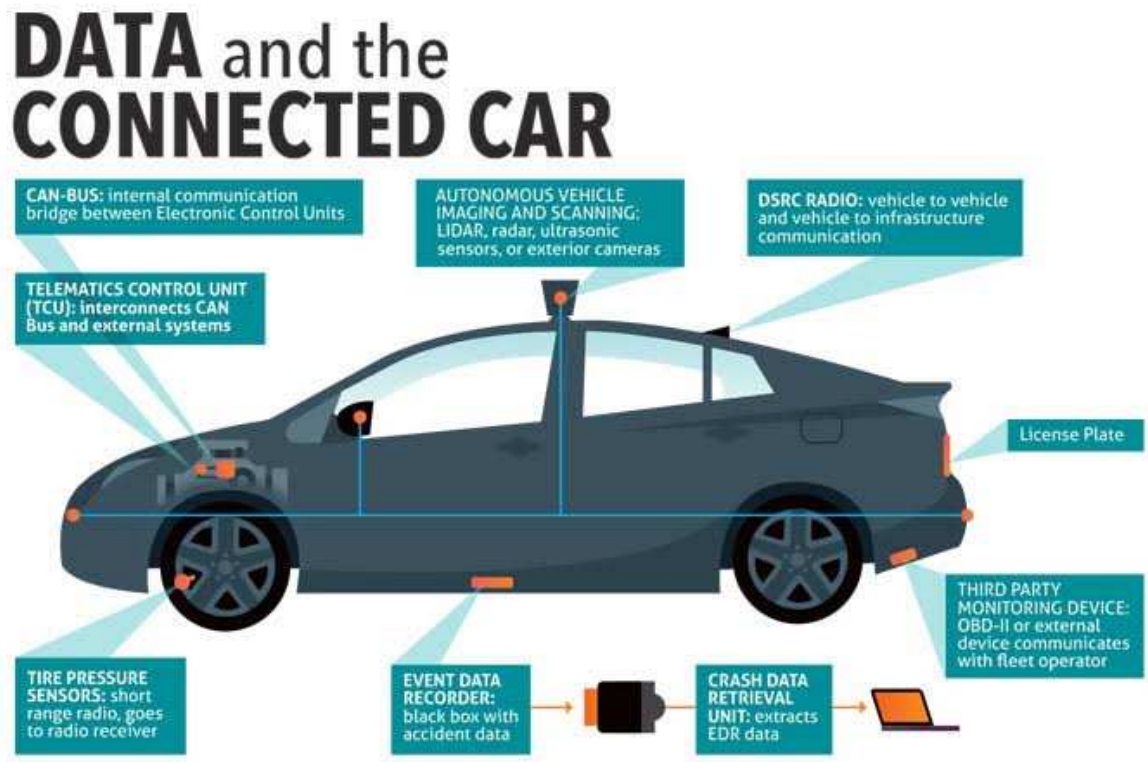 DATA and the
CONNECTED CAR
CAN-BUS: internal communication
bridge between Electronic Control Units
AUTONOMOUS VEHICLE
IMAGING AND SCANNING:
LIDAR, radar, ultrasonic
sensors, or exterior cameras
DSRC RADIO: vehicle to vehicle
and vehicle to infrastructure
communication
TELEMATICS CONTROL UNIT
(TCU): interconnects CAN
Bus and external systems
License Plate
THIRD PARTY
MONITORING DEVICE:
OBD-II or external
device communicates
with fleet operator
TIRE PRESSURE
SENSORS: short
range radio, goes
to radio receiver
EVENT DATA
RECORDER:
black box with
accident data
CRASH DATA
RETRIEVAL
UNIT: extracts
EDR data